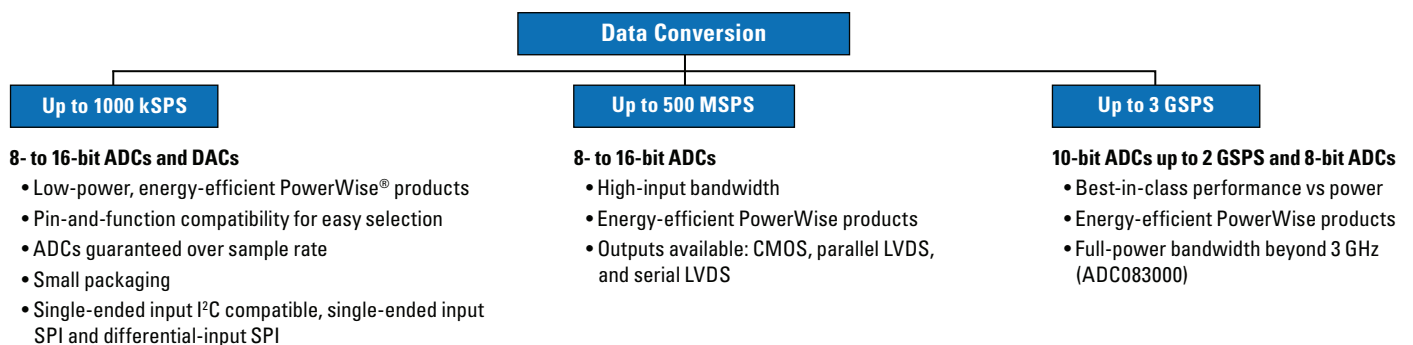 Data Conversion
Up to 1000 kSPS
8- to 16-bit ADCs and DACs
• Low-power, energy-efficient PowerWise® products
• Pin-and-function compatibility for easy selection
• ADCs guaranteed over sample rate
• Small packaging
• Single-ended input I²C compatible, single-ended input
SPI and differential-input SPI
Up to 500 MSPS
8- to 16-bit ADCs
• High-input bandwidth
• Energy-efficient PowerWise products
• Outputs available: CMOS, parallel LVDS,
and serial LVDS
Up to 3 GSPS
10-bit ADCs up to 2 GSPS and 8-bit ADCs
• Best-in-class performance vs power
• Energy-efficient PowerWise products
• Full-power bandwidth beyond 3 GHz
(ADC083000)